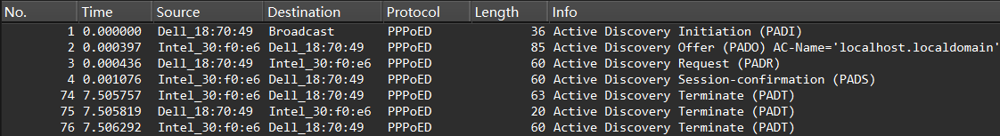 No. Time Source Destination Protocol Length Info
1 0.000000 Dell_18:70:49 Broadcast PPPoED 36 Active Discovery Initiation (PADI)
2 0.000397 Intel_30:f0:e6 Dell_18:70:49 PPPoED 85 Active Discovery Offer (PADO) AC-Name='localhost.localdomain'
3 0.000436 Dell_18:70:49 Intel_30:f0:e6 PPPoED 60 Active Discovery Request (PADR)
4 0.001076 Intel_30:f0:e6 Dell_18:70:49 PPPoED 60 Active Discovery Session-confirmation (PADS)
74 7.505757 Intel_30:f0:e6 Dell_18:70:49 PPPoED 63 Active Discovery Terminate (PADT)
75 7.505819 Dell_18:70:49 Intel_30:f0:e6 PPPoED 20 Active Discovery Terminate (PADT)
76 7.506292 Intel_30:f0:e6 Dell_18:70:49 PPPoED 60 Active Discovery Terminate (PADT)